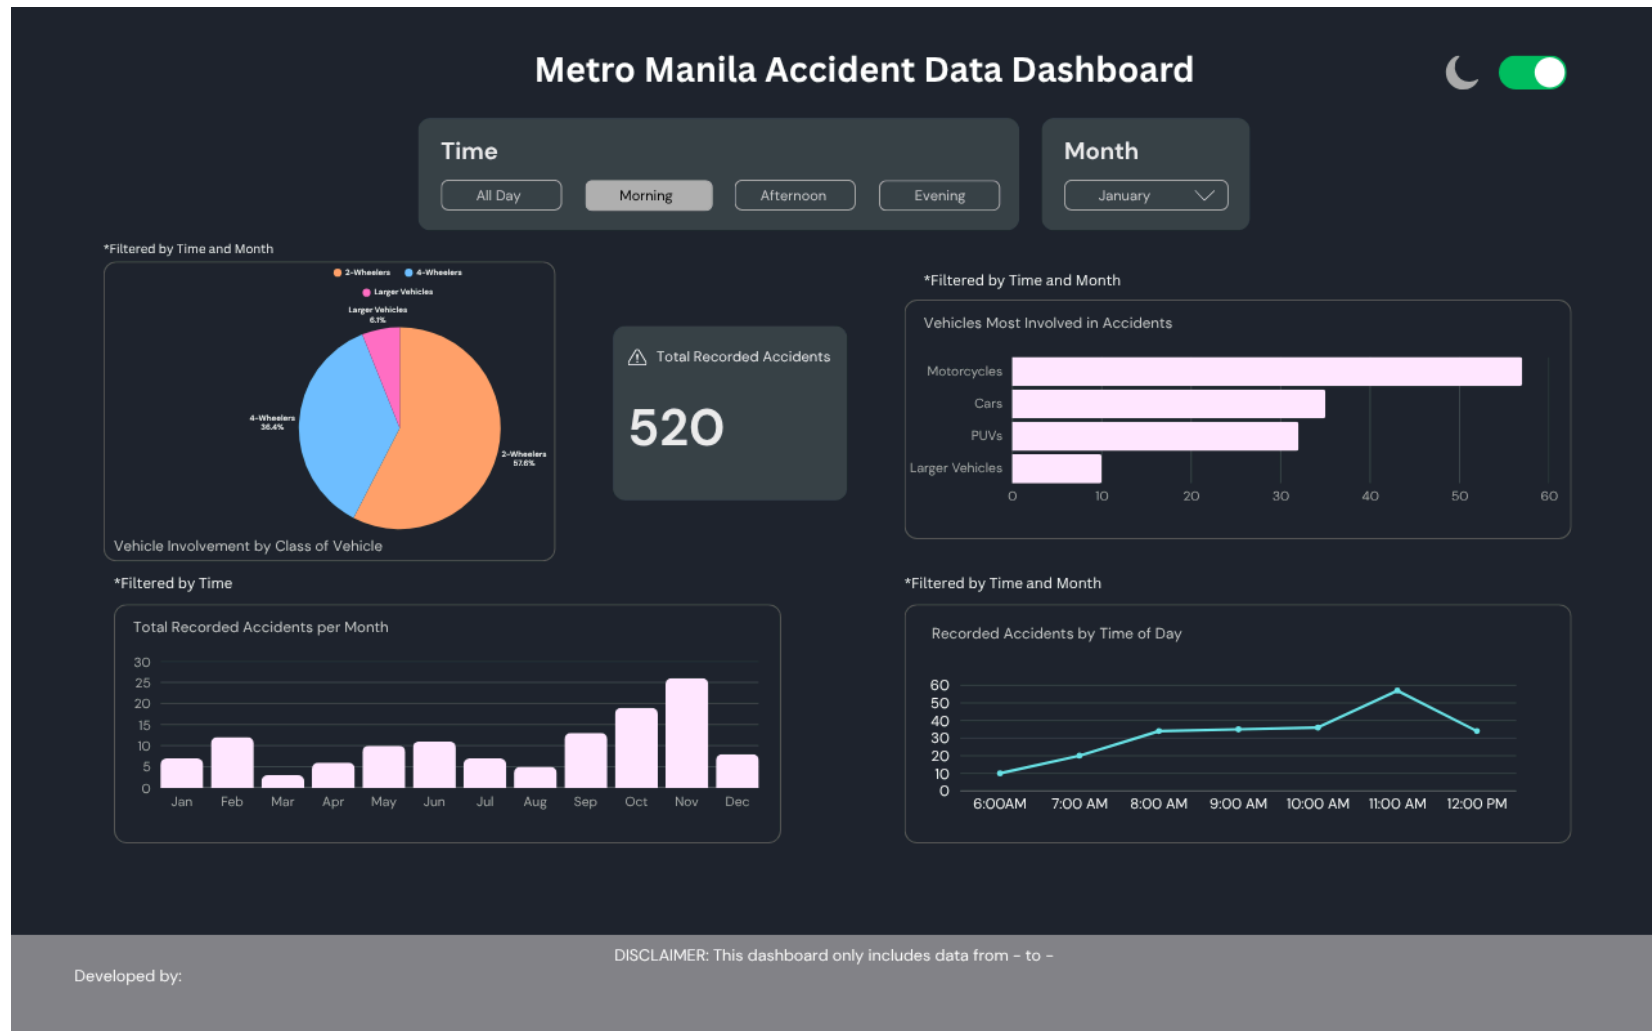 Metro Manila Accident Data Dashboard
Time
Month
All Day
Morning
Afternoon
Evening
January
*Filtered by Time and Month
2-Wheelers
4-Wheelers
Larger Vehicles
Larger Vehicles
6.1%
4-Wheelers
36.4%
2-Wheelers
57.6%
Vehicle Involvement by Class of Vehicle
Total Recorded Accidents
520
*Filtered by Time and Month
Vehicles Most Involved in Accidents
Motorcycles
Cars
PUVs
Larger Vehicles
0 10 20 30 40 50 60
*Filtered by Time
Total Recorded Accidents per Month
30
25
20
15
10
5
0
Jan Feb Mar Apr May Jun Jul Aug Sep Oct Nov Dec
*Filtered by Time and Month
Recorded Accidents by Time of Day
60
50
40
30
20
10
0
6:00AM 7:00 AM 8:00 AM 9:00 AM 10:00 AM 11:00 AM 12:00 PM
DISCLAIMER: This dashboard only includes data from - to -
Developed by: